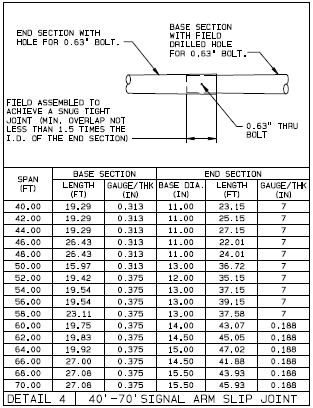 END SECTION WITH
HOLE FOR 0.63" BOLT.
BASE SECTION
WITH FIELD
DRILLED HOLE
FOR 0.63" BOLT.
FIELD ASSEMBLED TO
ACHIEVE A SNUG TIGHT
JOINT (MIN. OVERLAP NOT
LESS THAN 1.5 TIMES THE
I.D. OF THE END SECTION)
0.63" THRU
BOLT
SPAN (FT) BASE SECTION END SECTION
LENGTH (FT) GAUGE/THK (IN) BASE DIA. (IN) LENGTH (FT) GAUGE/THK (IN)
40.00 19.29 0.313 11.00 23.15 7
42.00 19.29 0.313 11.00 25.15 7
44.00 19.29 0.313 11.00 27.15 7
46.00 26.43 0.313 11.00 22.01 7
48.00 26.43 0.313 11.00 24.01 7
50.00 15.97 0.313 13.00 36.72 7
52.00 19.42 0.375 12.00 35.15 7
54.00 19.54 0.375 13.00 37.15 7
56.00 19.54 0.375 13.00 39.15 7
58.00 23.11 0.375 13.00 37.58 7
60.00 19.75 0.375 14.00 43.07 0.188
62.00 19.83 0.375 14.50 45.05 0.188
64.00 19.92 0.375 15.00 47.02 0.188
66.00 27.00 0.375 14.50 41.88 0.188
68.00 27.08 0.375 15.50 43.93 0.188
70.00 27.08 0.375 15.50 45.93 0.188
DETAIL 4 40'-70' SIGNAL ARM SLIP JOINT